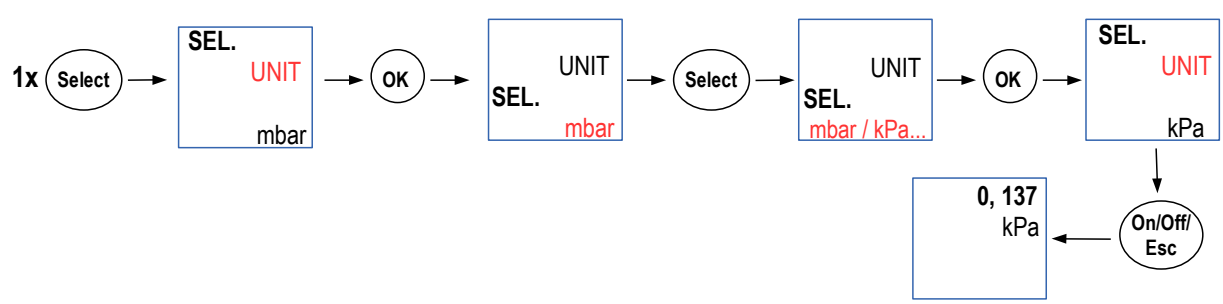 1x
Select
SEL.
UNIT
mbar
OK
UNIT
SEL.
mbar
Select
UNIT
SEL.
mbar / kPa...
OK
SEL.
UNIT
kPa
On/Off/
Esc
0, 137
kPa